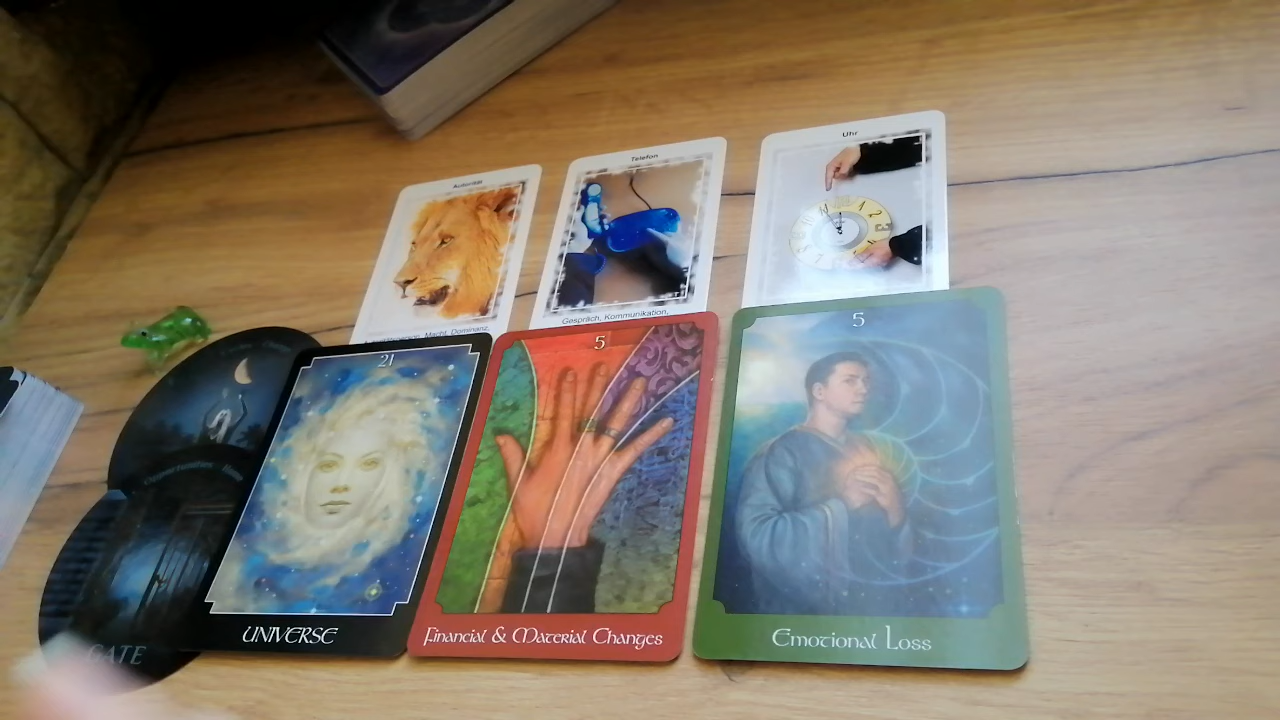 Autorität
Telefon
Uhr
Macht, Dominanz,
Gespräch, Kommunikation,
21
5
5
UNIVERSE
Financial & Material Changes
Emotional Loss
GATE